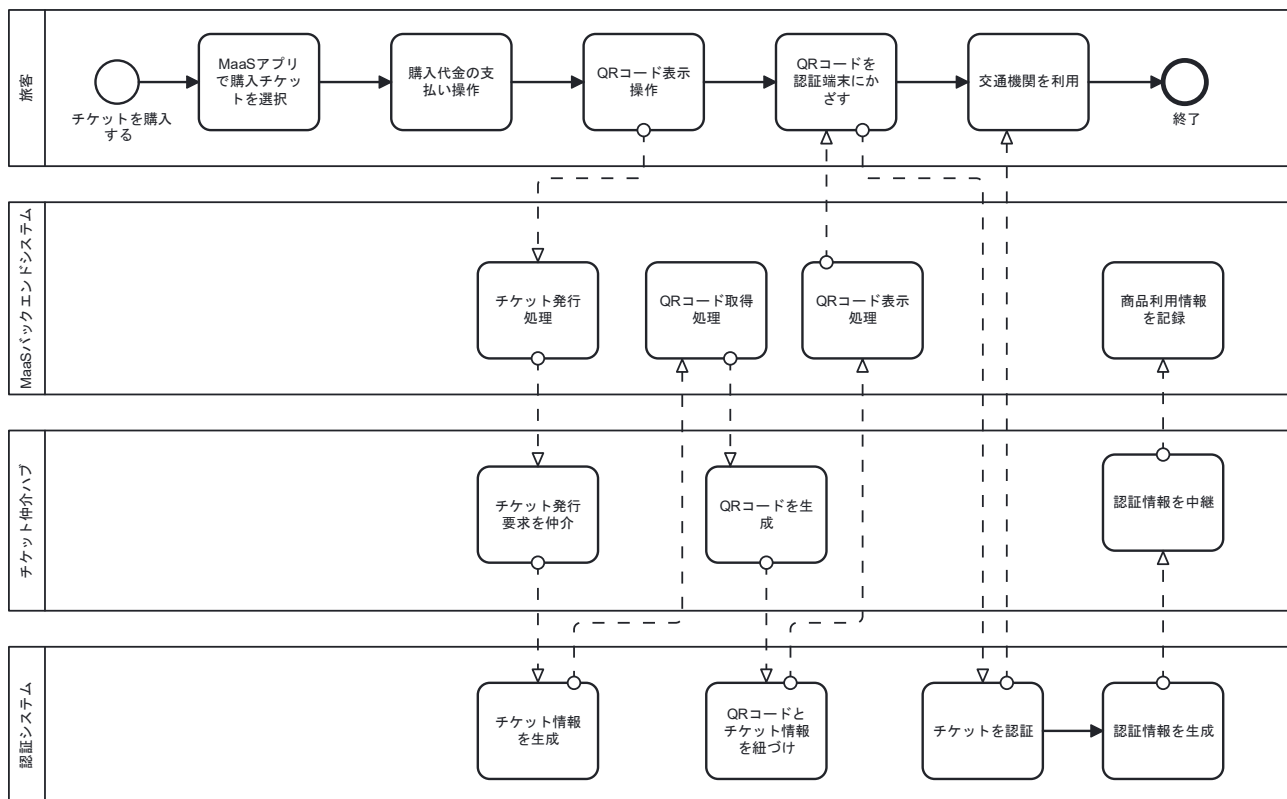 旅客
チケットを購入
する
MaaSアプリ
で購入チケッ
トを選択
購入代金の支
払い操作
QRコード表示
操作
QRコードを
認証端末にか
ざす
交通機関を利用
終了
MaaSバックエンドシステム
チケット発行
処理
QRコード取得
処理
QRコード表示
処理
商品利用情報
を記録
チケット仲介ハブ
チケット発行
要求を仲介
QRコードを生
成
認証情報を中継
認証システム
チケット情報
を生成
QRコードと
チケット情報
を紐づけ
チケットを認証
認証情報を生成